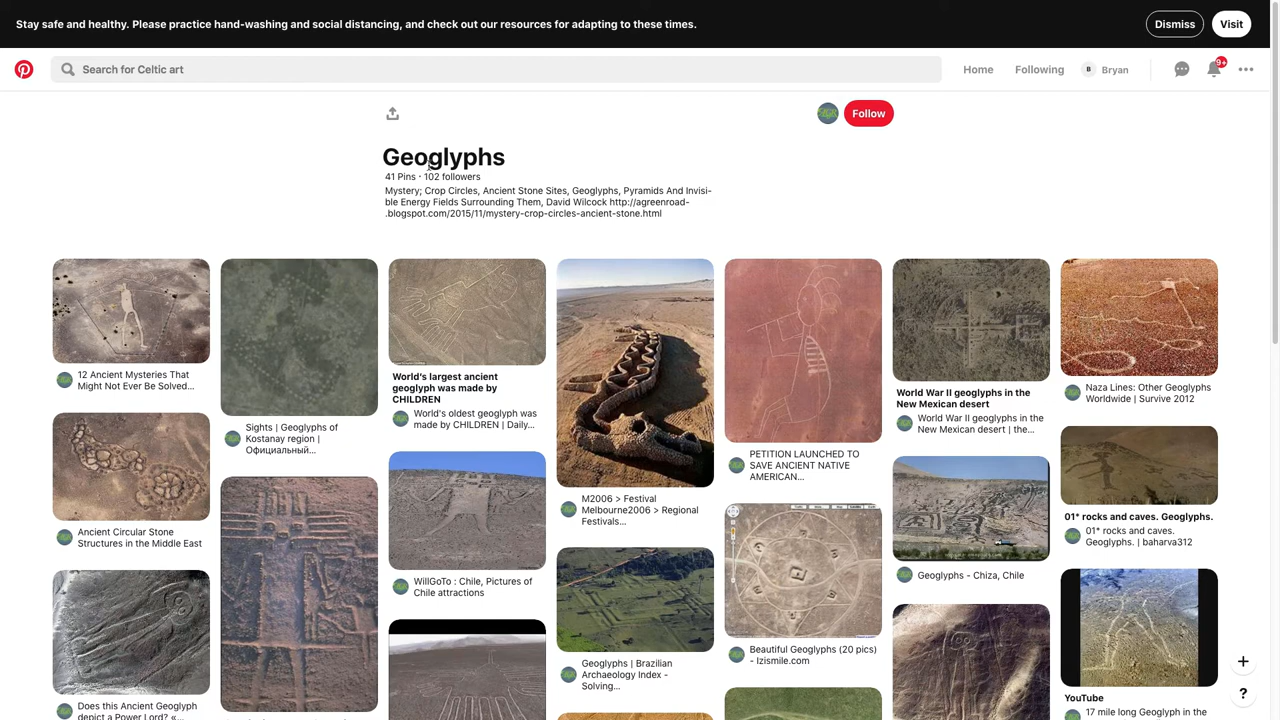 Stay safe and healthy. Please practice hand-washing and social distancing, and check out our resources for adapting to these times.
Dismiss
Visit
Search for Celtic art
Home
Following
B
Bryan
9+
Follow
Geoglyphs
41 Pins · 102 followers
Mystery; Crop Circles, Ancient Stone Sites, Geoglyphs, Pyramids And Invisi-
ble Energy Fields Surrounding Them, David Wilcock http://agreenroad-
.blogspot.com/2015/11/mystery-crop-circles-ancient-stone.html
12 Ancient Mysteries That
Might Not Ever Be Solved...
Ancient Circular Stone
Structures in the Middle East
Does this Ancient Geoglyph
depict a Power Lord? «...
Sights | Geoglyphs of
Kostanay region |
Официальный...
World's largest ancient
geoglyph was made by
CHILDREN
World's oldest geoglyph was
made by CHILDREN | Daily...
WillGoTo : Chile, Pictures of
Chile attractions
M2006 > Festival
Melbourne2006 > Regional
Festivals...
Geoglyphs | Brazilian
Archaeology Index -
Solving...
PETITION LAUNCHED TO
SAVE ANCIENT NATIVE
AMERICAN...
Beautiful Geoglyphs (20 pics)
- Izismile.com
World War II geoglyphs in the
New Mexican desert
World War II geoglyphs in the
New Mexican desert | the...
Geoglyphs - Chiza, Chile
Naza Lines: Other Geoglyphs
Worldwide | Survive 2012
01* rocks and caves. Geoglyphs.
01* rocks and caves.
Geoglyphs. | baharva312
YouTube
17 mile long Geoglyph in the
+
?